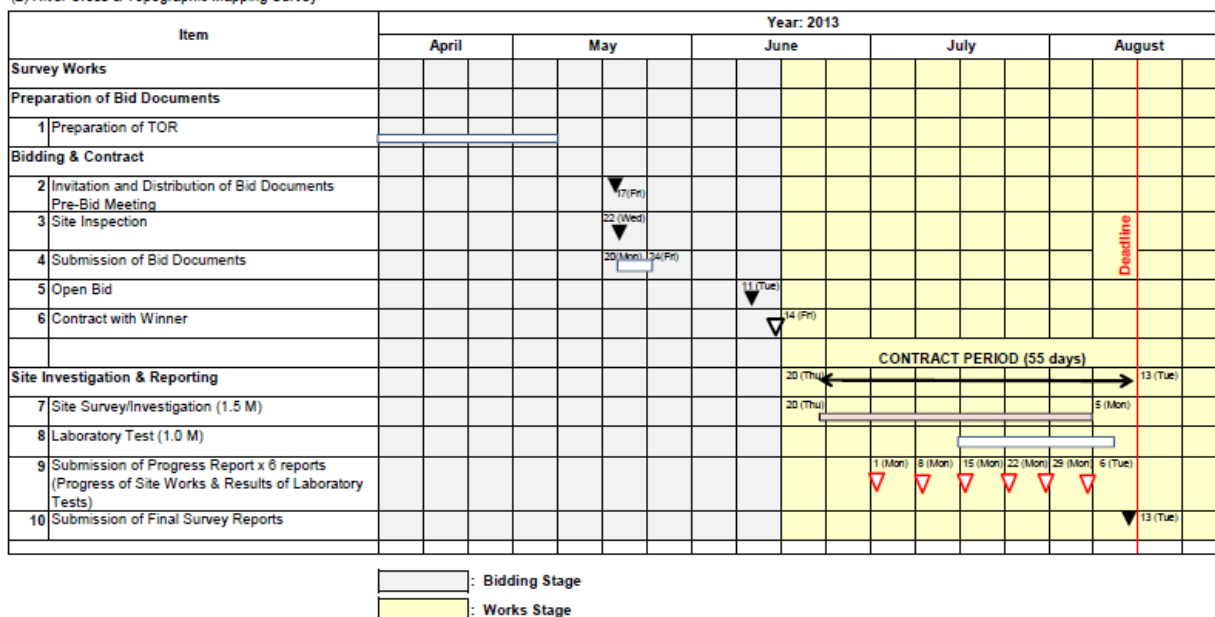 (2) River Cross & Topographic Mapping Survey
Item
Year: 2013
April May June July August
Survey Works
Preparation of Bid Documents
1 Preparation of TOR
Bidding & Contract
2 Invitation and Distribution of Bid Documents
Pre-Bid Meeting
17(Fri)
3 Site Inspection
22 (Wed)
4 Submission of Bid Documents
20(Mon) 24(Fri)
Deadline
5 Open Bid
11 (Tue)
6 Contract with Winner
14 (Fri)
CONTRACT PERIOD (55 days)
Site Investigation & Reporting
20 (Thu) 13 (Tue)
7 Site Survey/Investigation (1.5 M)
20 (Thu) 5 (Mon)
8 Laboratory Test (1.0 M)
9 Submission of Progress Report x 6 reports
(Progress of Site Works & Results of Laboratory
Tests)
1 (Mon) 8 (Mon) 15 (Mon) 22 (Mon) 29 (Mon) 6 (Tue)
10 Submission of Final Survey Reports
13 (Tue)
: Bidding Stage
: Works Stage